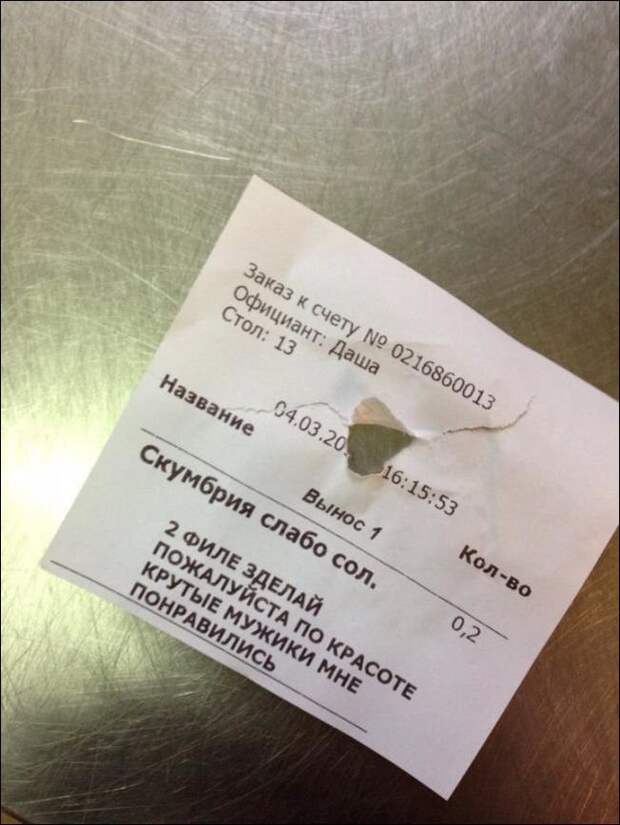 Заказ к счету № 0216860013
Официант: Даша
Стол: 13
04.03.20 16:15:53
Название Кол-во
Вынос 1
Скумбрия слабо сол. 0,2
2 ФИЛЕ ЗДЕЛАЙ
ПОЖАЛУЙСТА ПО КРАСОТЕ
КРУТЫЕ МУЖИКИ МНЕ
ПОНРАВИЛИСЬ